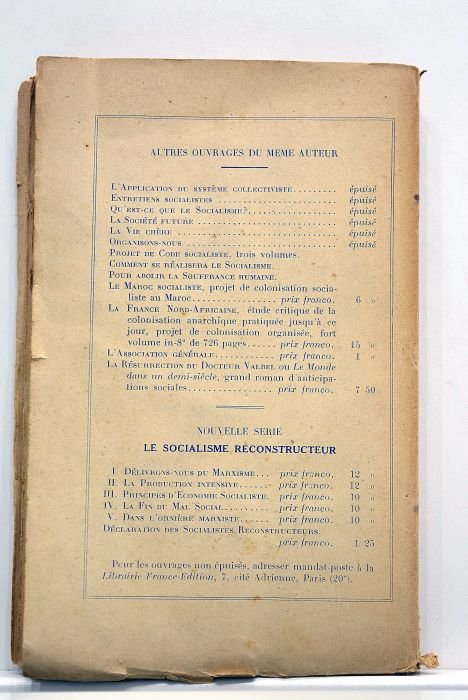 AUTRES OUVRAGES DU MEME AUTEUR
L'APPLICATION DU SYSTÈME COLLECTIVISTE......... épuisé
ENTRETIENS SOCIALISTES ...................... épuisé
QU'EST-CE QUE LE SOCIALISME?................ épuisé
LA SOCIÉTÉ FUTURE .......................... épuisé
LA VIE CHÈRE ............................... épuisé
ORGANISONS-NOUS ............................ épuisé
PROJET DE CODE SOCIALISTE, trois volumes.
COMMENT SE RÉALISERA LE SOCIALISME.
POUR ABOLIR LA SOUFFRANCE HUMAINE.
LE MAROC SOCIALISTE, projet de colonisation socia-
liste au Maroc................ prix franco. 6 »
LA FRANCE NORD-AFRICAINE, étude critique de la
colonisation anarchique pratiquée jusqu'à ce
jour, projet de colonisation organisée, fort
volume in-8° de 726 pages...... prix franco. 15 »
L'ASSOCIATION GÉNÉRALE............ prix franco. 1 »
LA RÉSURRECTION DU DOCTEUR VALBEL ou Le Monde
dans un demi-siècle, grand roman d'anticipa-
tions sociales................ prix franco. 7 50
NOUVELLE SERIE
LE SOCIALISME RECONSTRUCTEUR
I. DÉLIVRONS-NOUS DU MARXISME... prix franco. 12 »
II. LA PRODUCTION INTENSIVE...... prix franco. 12 »
III. PRINCIPES D'ECONOMIE SOCIALISTE. prix franco. 10 »
IV. LA FIN DU MAL SOCIAL......... prix franco. 10 »
V. DANS L'ORNIÈRE MARXISTE...... prix franco. 10 »
DÉCLARATION DES SOCIALISTES RECONSTRUCTEURS.
prix franco. 1 25
Pour les ouvrages non épuisés, adresser mandat-poste à la
Librairie France-Edition, 7, cité Adrienne, Paris (20e).